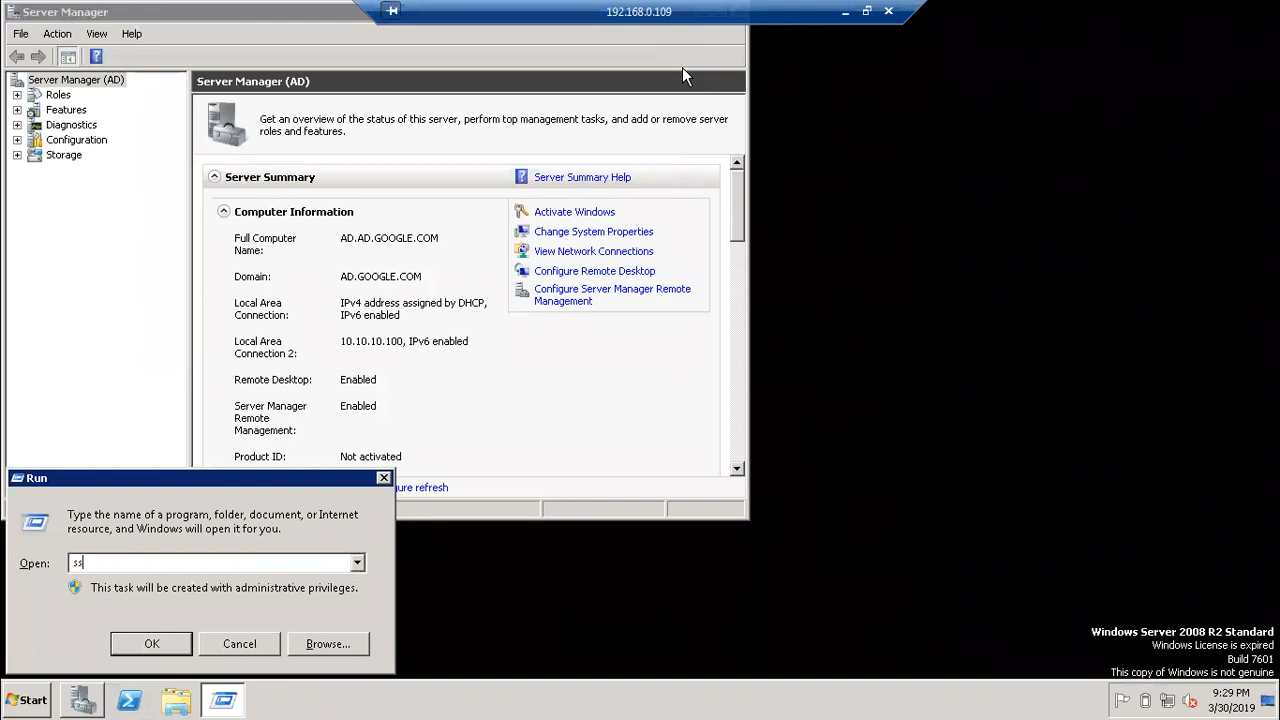 Server Manager
192.168.0.109
File Action View Help
Server Manager (AD)
Roles
Features
Diagnostics
Configuration
Storage
Server Manager (AD)
Get an overview of the status of this server, perform top management tasks, and add or remove server
roles and features.
Server Summary
Server Summary Help
Computer Information
Full Computer
Name:
AD.AD.GOOGLE.COM
Domain:
AD.GOOGLE.COM
Local Area
Connection:
IPv4 address assigned by DHCP,
IPv6 enabled
Local Area
Connection 2:
10.10.10.100, IPv6 enabled
Remote Desktop:
Enabled
Server Manager
Remote
Management:
Enabled
Product ID:
Not activated
Activate Windows
Change System Properties
View Network Connections
Configure Remote Desktop
Configure Server Manager Remote
Management
ure refresh
Run
Type the name of a program, folder, document, or Internet
resource, and Windows will open it for you.
Open: ss
This task will be created with administrative privileges.
OK Cancel Browse...
Windows Server 2008 R2 Standard
Windows License is expired
Build 7601
This copy of Windows is not genuine
Start
9:29 PM
3/30/2019